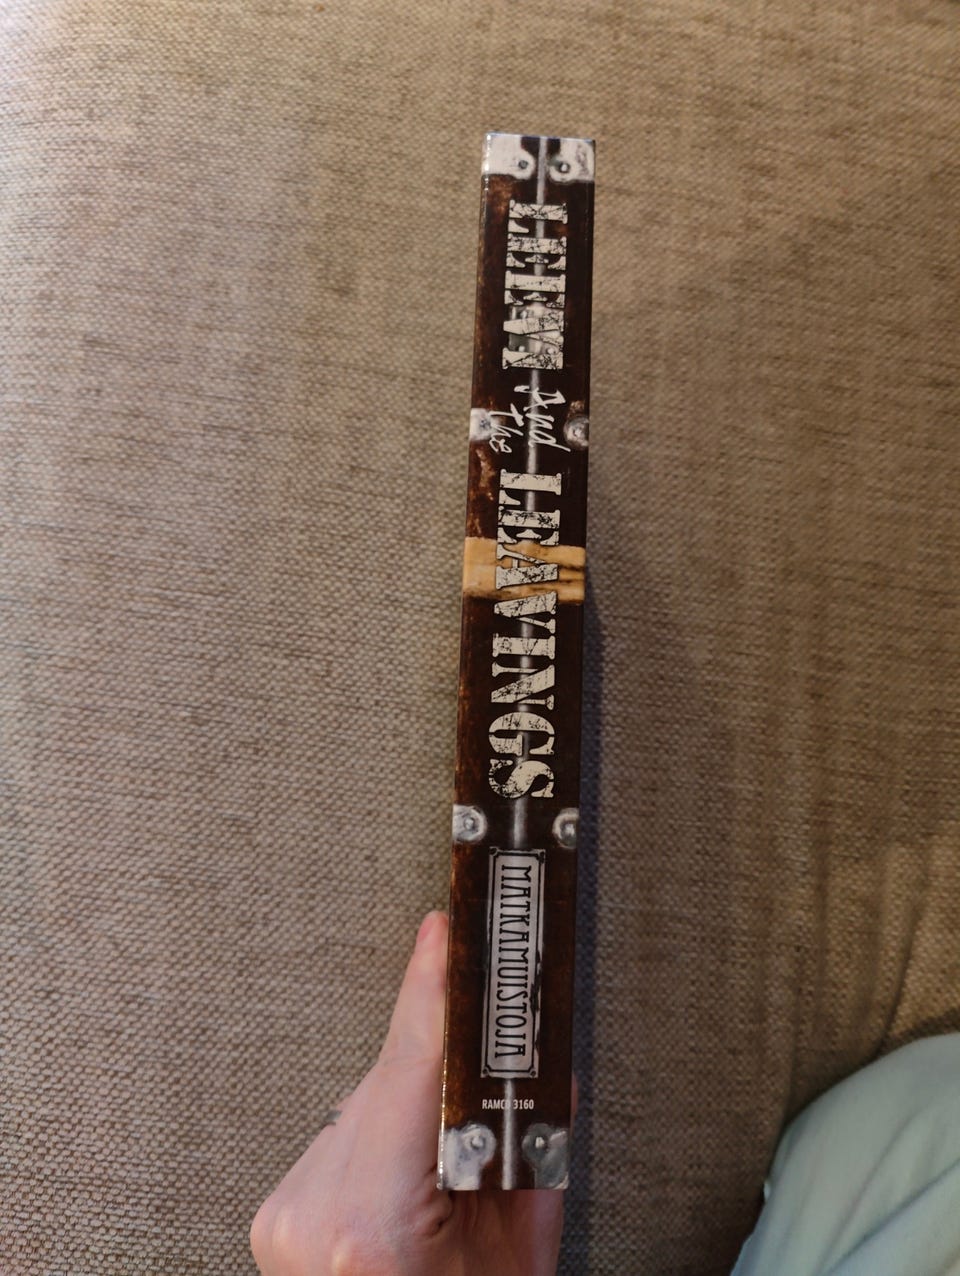 LEEVI And The LEAVINGS
MATKAMUISTOJA
RAMCD 3160